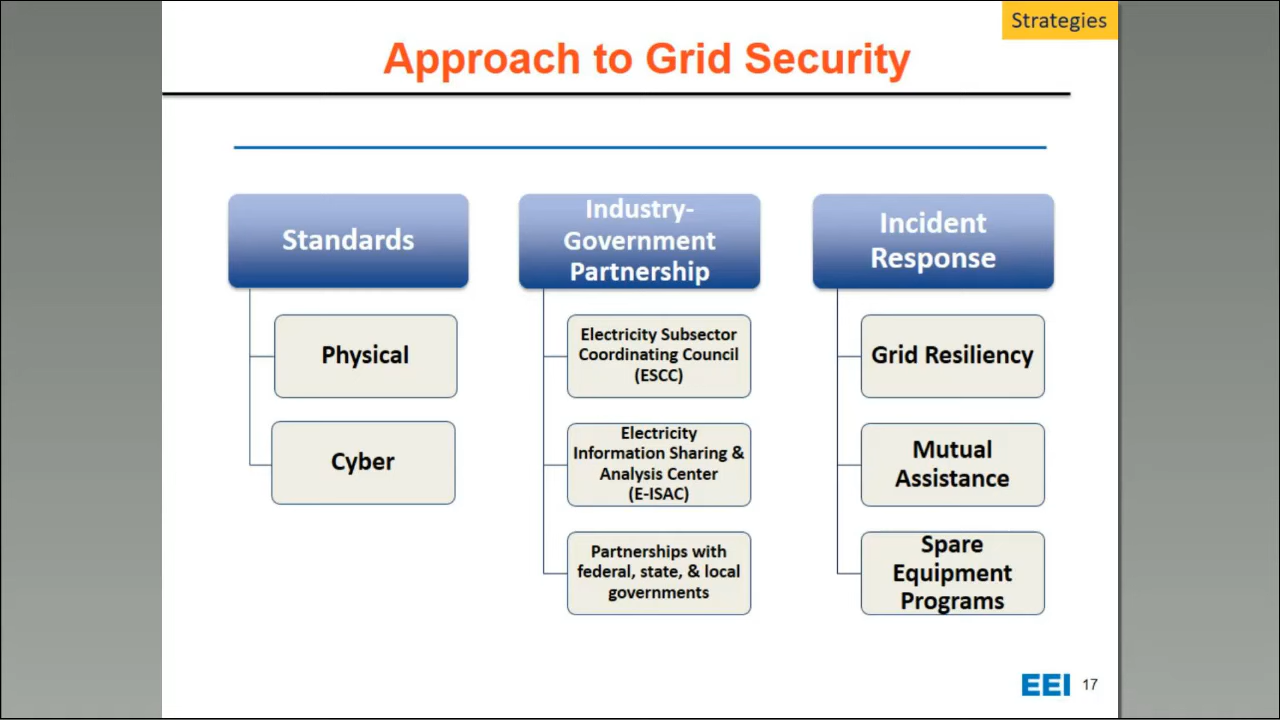 Strategies
Approach to Grid Security
Standards
Physical
Cyber
Industry-
Government
Partnership
Electricity Subsector
Coordinating Council
(ESCC)
Electricity
Information Sharing &
Analysis Center
(E-ISAC)
Partnerships with
federal, state, & local
governments
Incident
Response
Grid Resiliency
Mutual
Assistance
Spare
Equipment
Programs
EEI 17